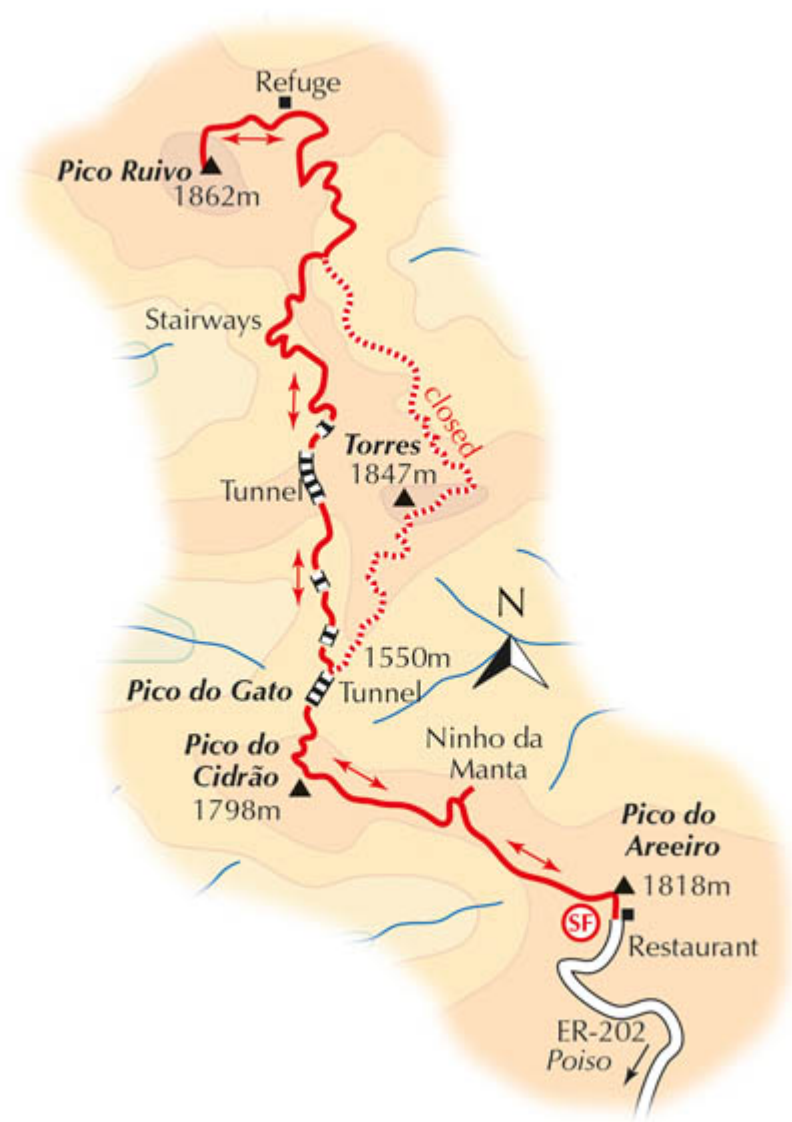 Refuge
Pico Ruivo
1862m
Stairways
closed
Torres
1847m
Tunnel
N
1550m
Pico do Gato
Tunnel
Pico do
Cidrão
1798m
Ninho da
Manta
Pico do
Areeiro
1818m
SF
Restaurant
ER-202
Poiso